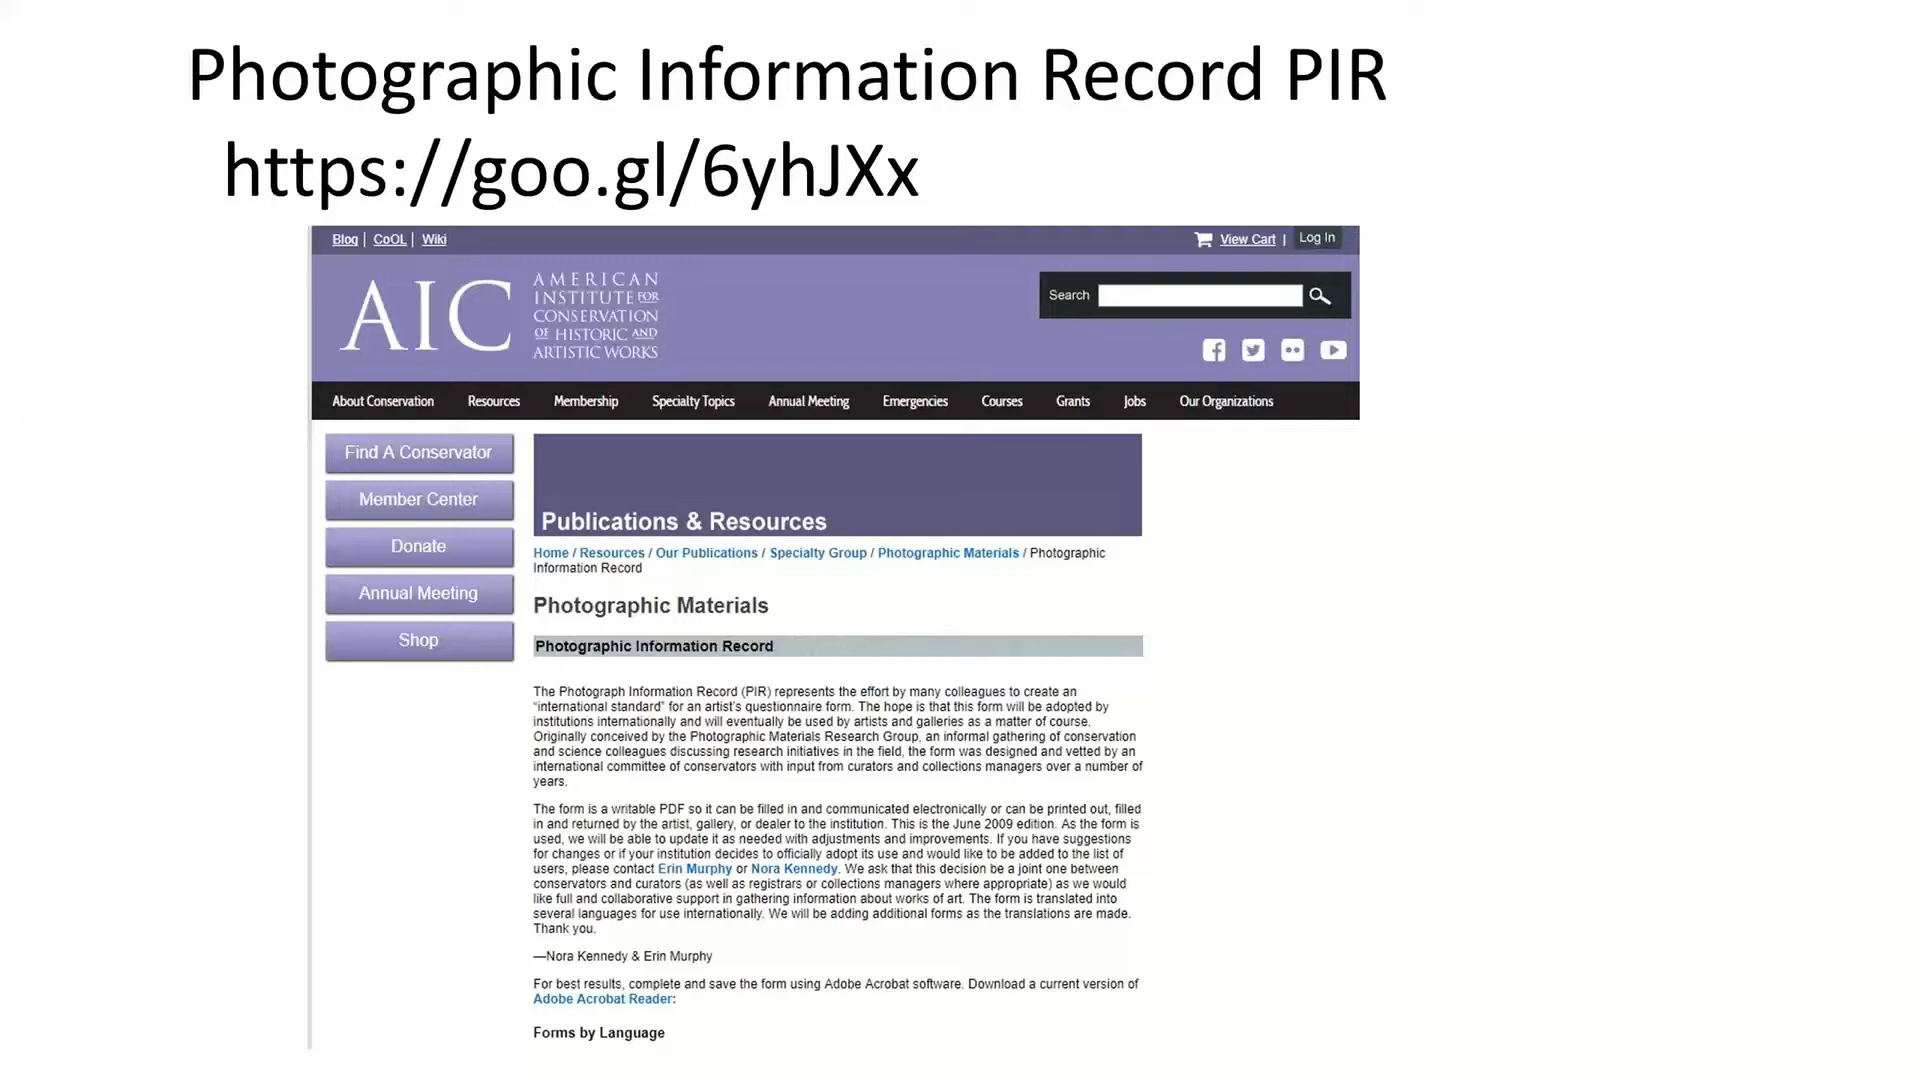 Photographic Information Record PIR
https://goo.gl/6yhJXx
Blog | CoOL | Wiki
View Cart | Log In
AIC
AMERICAN
INSTITUTE FOR
CONSERVATION
OF HISTORIC AND
ARTISTIC WORKS
Search
About Conservation Resources Membership Specialty Topics Annual Meeting Emergencies Courses Grants Jobs Our Organizations
Find A Conservator
Member Center
Donate
Annual Meeting
Shop
Publications & Resources
Home / Resources / Our Publications / Specialty Group / Photographic Materials / Photographic
Information Record
Photographic Materials
Photographic Information Record
The Photograph Information Record (PIR) represents the effort by many colleagues to create an
“international standard” for an artist’s questionnaire form. The hope is that this form will be adopted by
institutions internationally and will eventually be used by artists and galleries as a matter of course.
Originally conceived by the Photographic Materials Research Group, an informal gathering of conservation
and science colleagues discussing research initiatives in the field, the form was designed and vetted by an
international committee of conservators with input from curators and collections managers over a number of
years.
The form is a writable PDF so it can be filled in and communicated electronically or can be printed out, filled
in and returned by the artist, gallery, or dealer to the institution. This is the June 2009 edition. As the form is
used, we will be able to update it as needed with adjustments and improvements. If you have suggestions
for changes or if your institution decides to officially adopt its use and would like to be added to the list of
users, please contact Erin Murphy or Nora Kennedy. We ask that this decision be a joint one between
conservators and curators (as well as registrars or collections managers where appropriate) as we would
like full and collaborative support in gathering information about works of art. The form is translated into
several languages for use internationally. We will be adding additional forms as the translations are made.
Thank you.
—Nora Kennedy & Erin Murphy
For best results, complete and save the form using Adobe Acrobat software. Download a current version of
Adobe Acrobat Reader:
Forms by Language